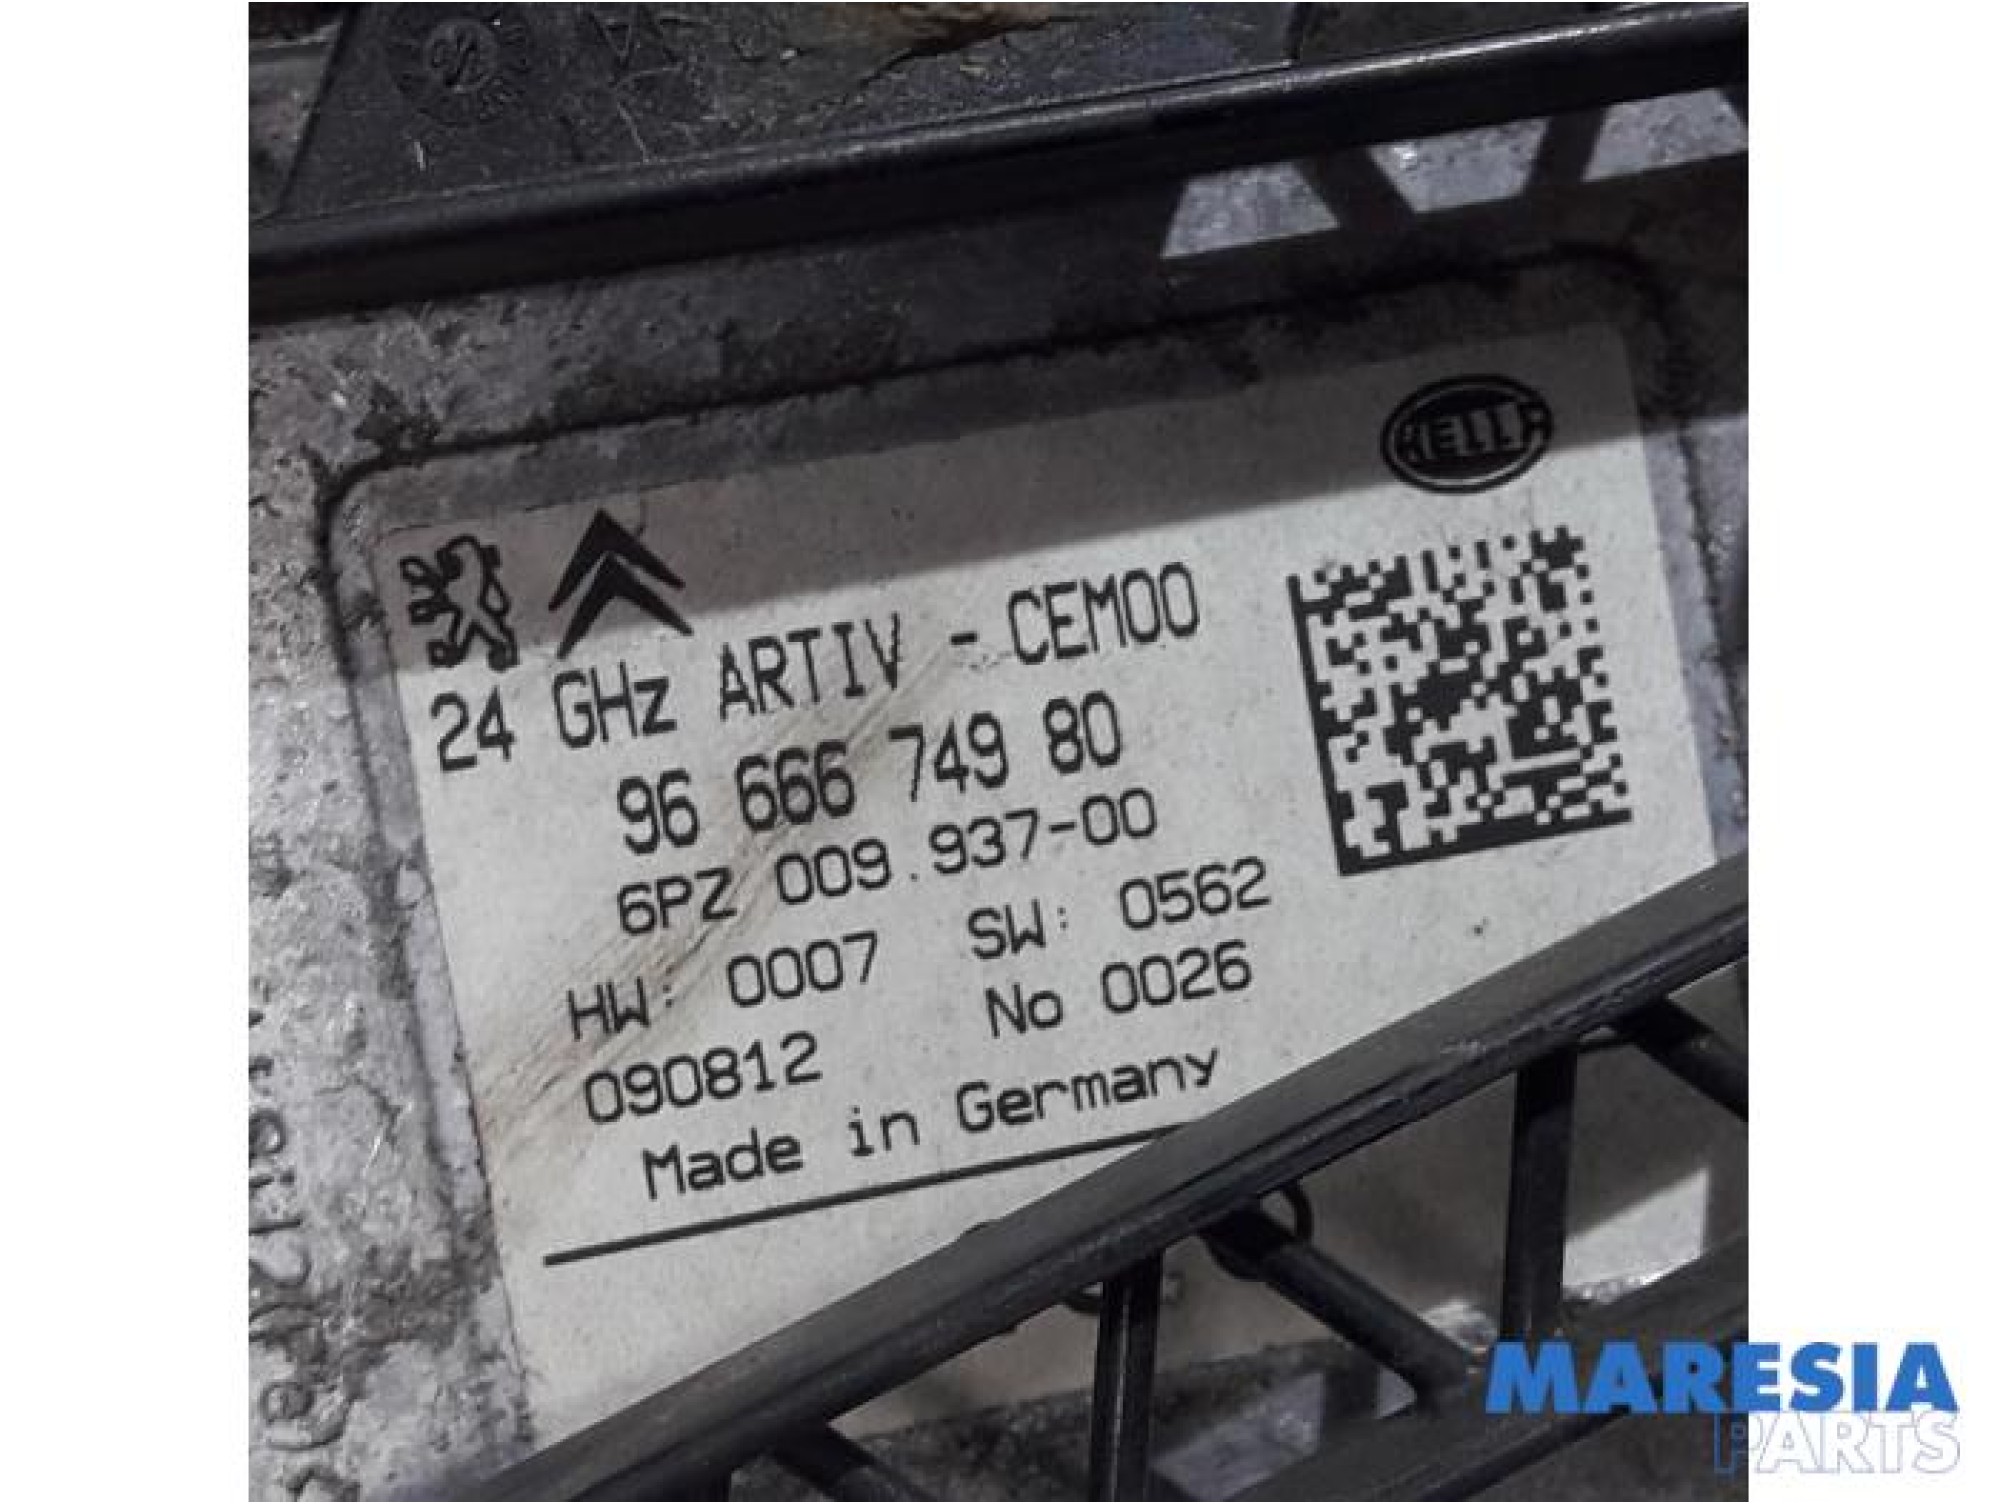 HELLA
24 GHz ARTIV - CEM00
96 666 749 80
6PZ 009.937-00
HW: 0007 SW: 0562
090812 No 0026
Made in Germany
MARESIA
PARTS